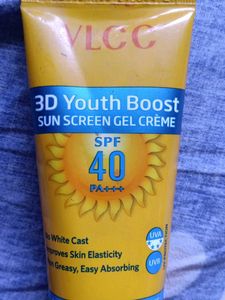 VLCC
3D Youth Boost
SUN SCREEN GEL CRÈME
SPF
40
PA+++
No White Cast
Improves Skin Elasticity
Non Greasy, Easy Absorbing
UVA
UVB